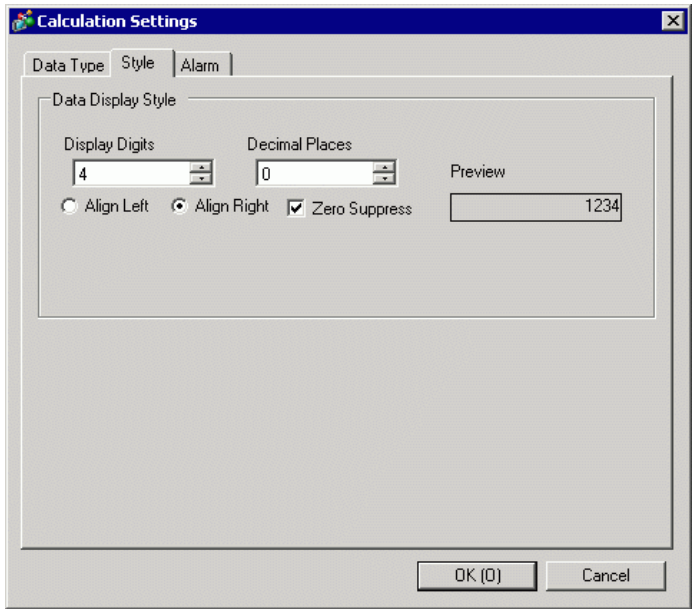 Calculation Settings
Data Type Style Alarm
Data Display Style
Display Digits Decimal Places
4 0 Preview
Align Left Align Right Zero Suppress 1234
OK (O) Cancel